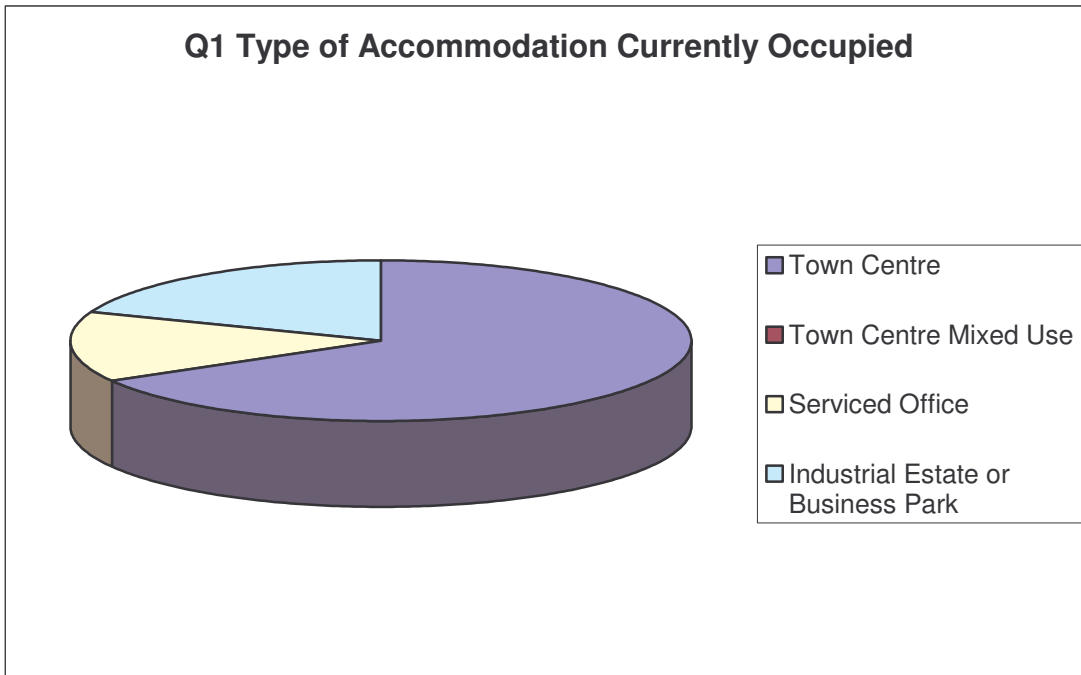 Q1 Type of Accommodation Currently Occupied
Town Centre
Town Centre Mixed Use
Serviced Office
Industrial Estate or
Business Park